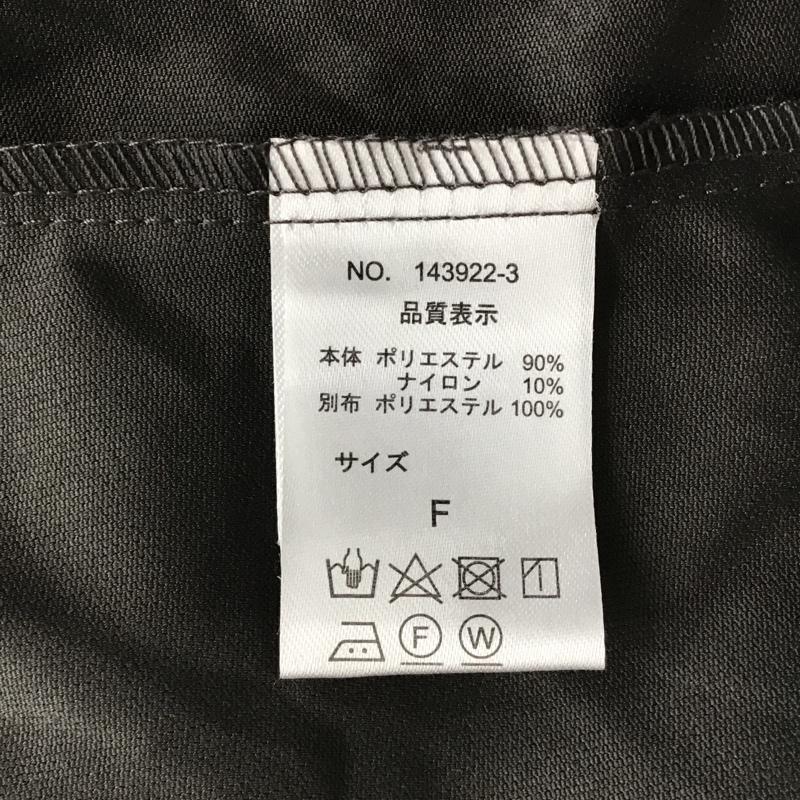 NO. 143922-3
品質表示
本体 ポリエステル 90%
ナイロン 10%
別布 ポリエステル 100%
サイズ
F
F W